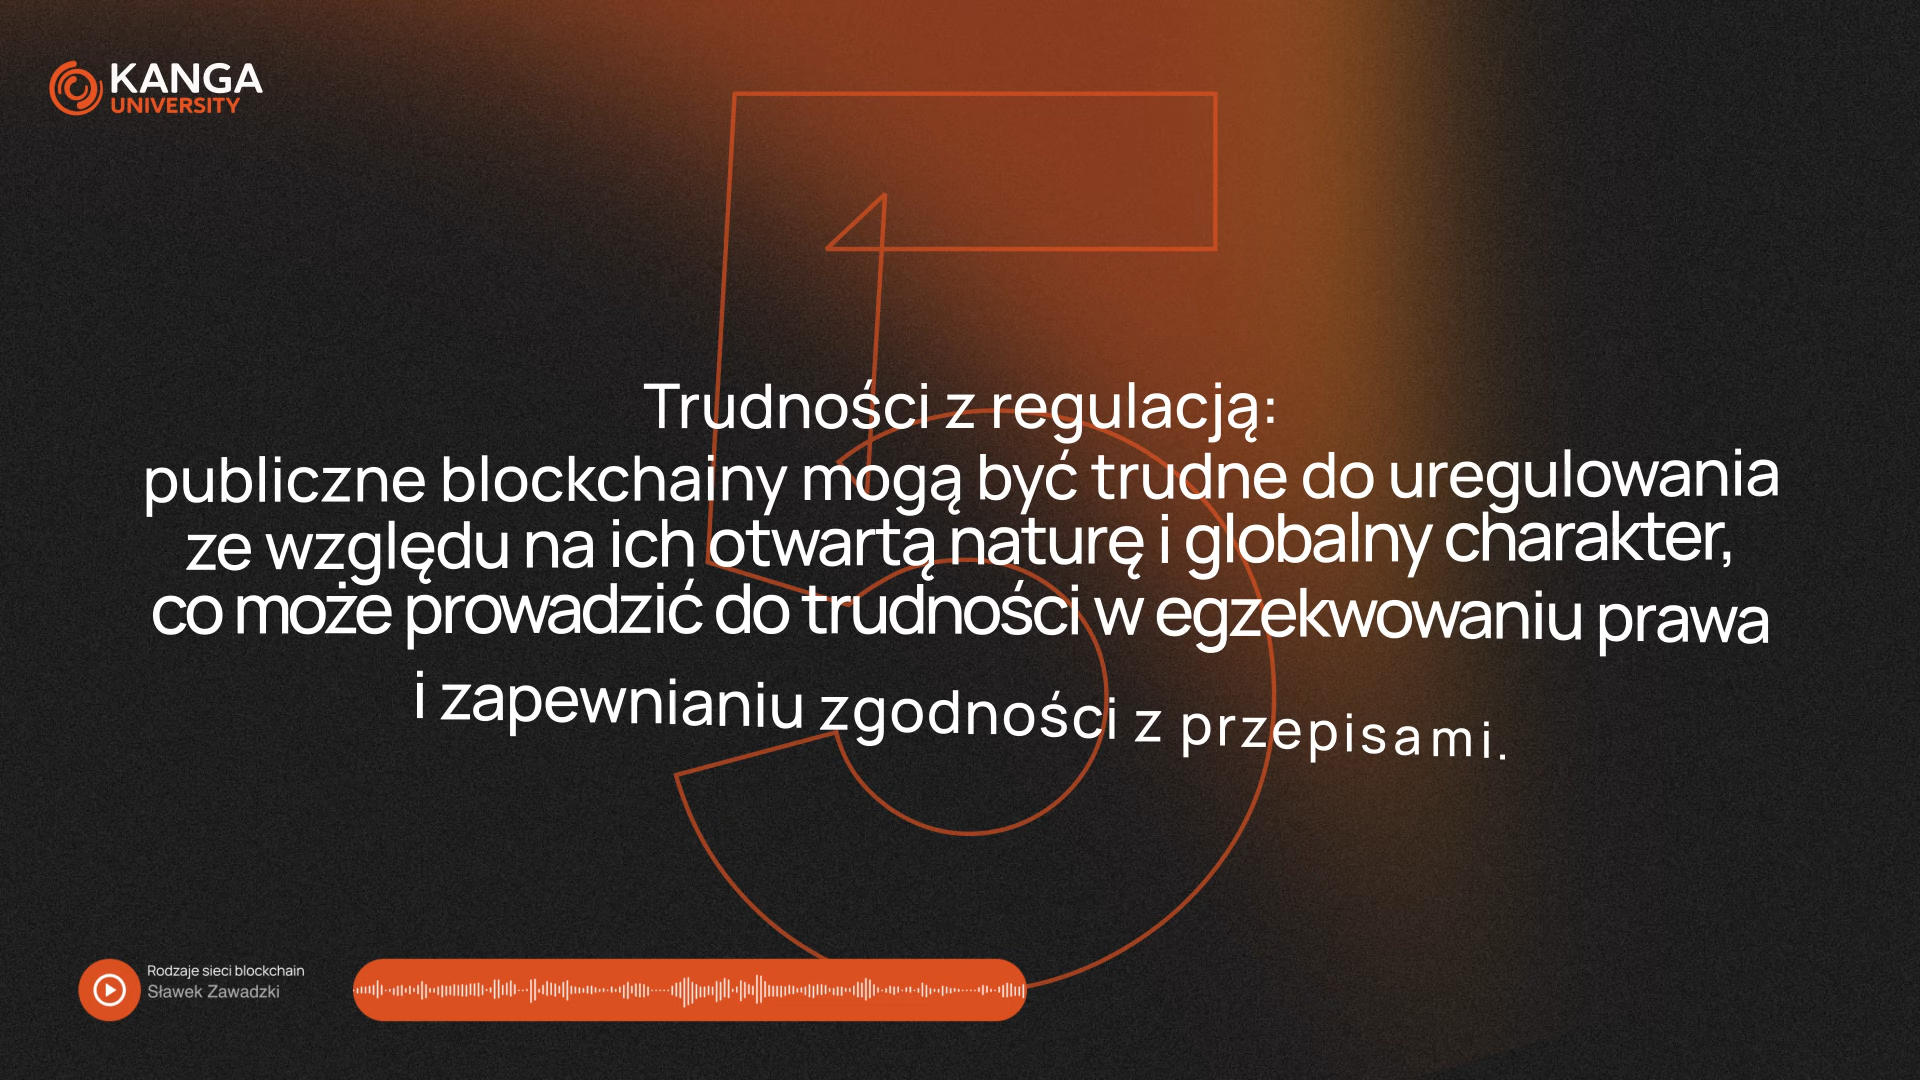 KANGA
UNIVERSITY
5
Trudności z regulacją:
publiczne blockchainy mogą być trudne do uregulowania
ze względu na ich otwartą naturę i globalny charakter,
co może prowadzić do trudności w egzekwowaniu prawa
i zapewnianiu zgodności z przepisami.
Rodzaje sieci blockchain
Sławek Zawadzki